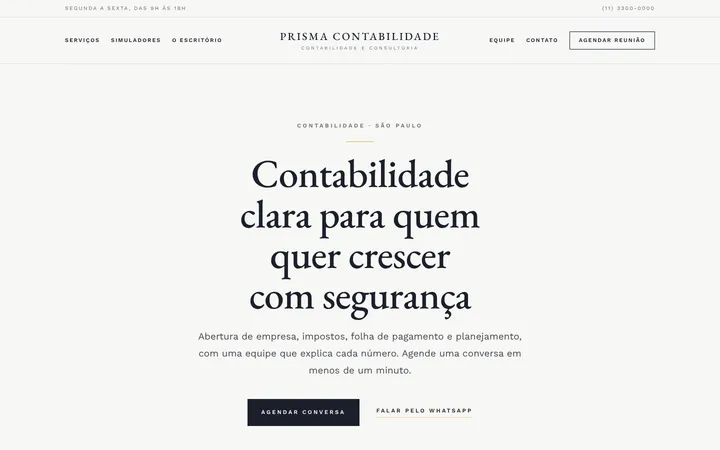 SEGUNDA A SEXTA, DAS 9H ÀS 18H
(11) 3300-0000
SERVIÇOS SIMULADORES O ESCRITÓRIO
PRISMA CONTABILIDADE
CONTABILIDADE E CONSULTORIA
EQUIPE CONTATO AGENDAR REUNIÃO
CONTABILIDADE · SÃO PAULO
Contabilidade
clara para quem
quer crescer
com segurança
Abertura de empresa, impostos, folha de pagamento e planejamento,
com uma equipe que explica cada número. Agende uma conversa em
menos de um minuto.
AGENDAR CONVERSA
FALAR PELO WHATSAPP